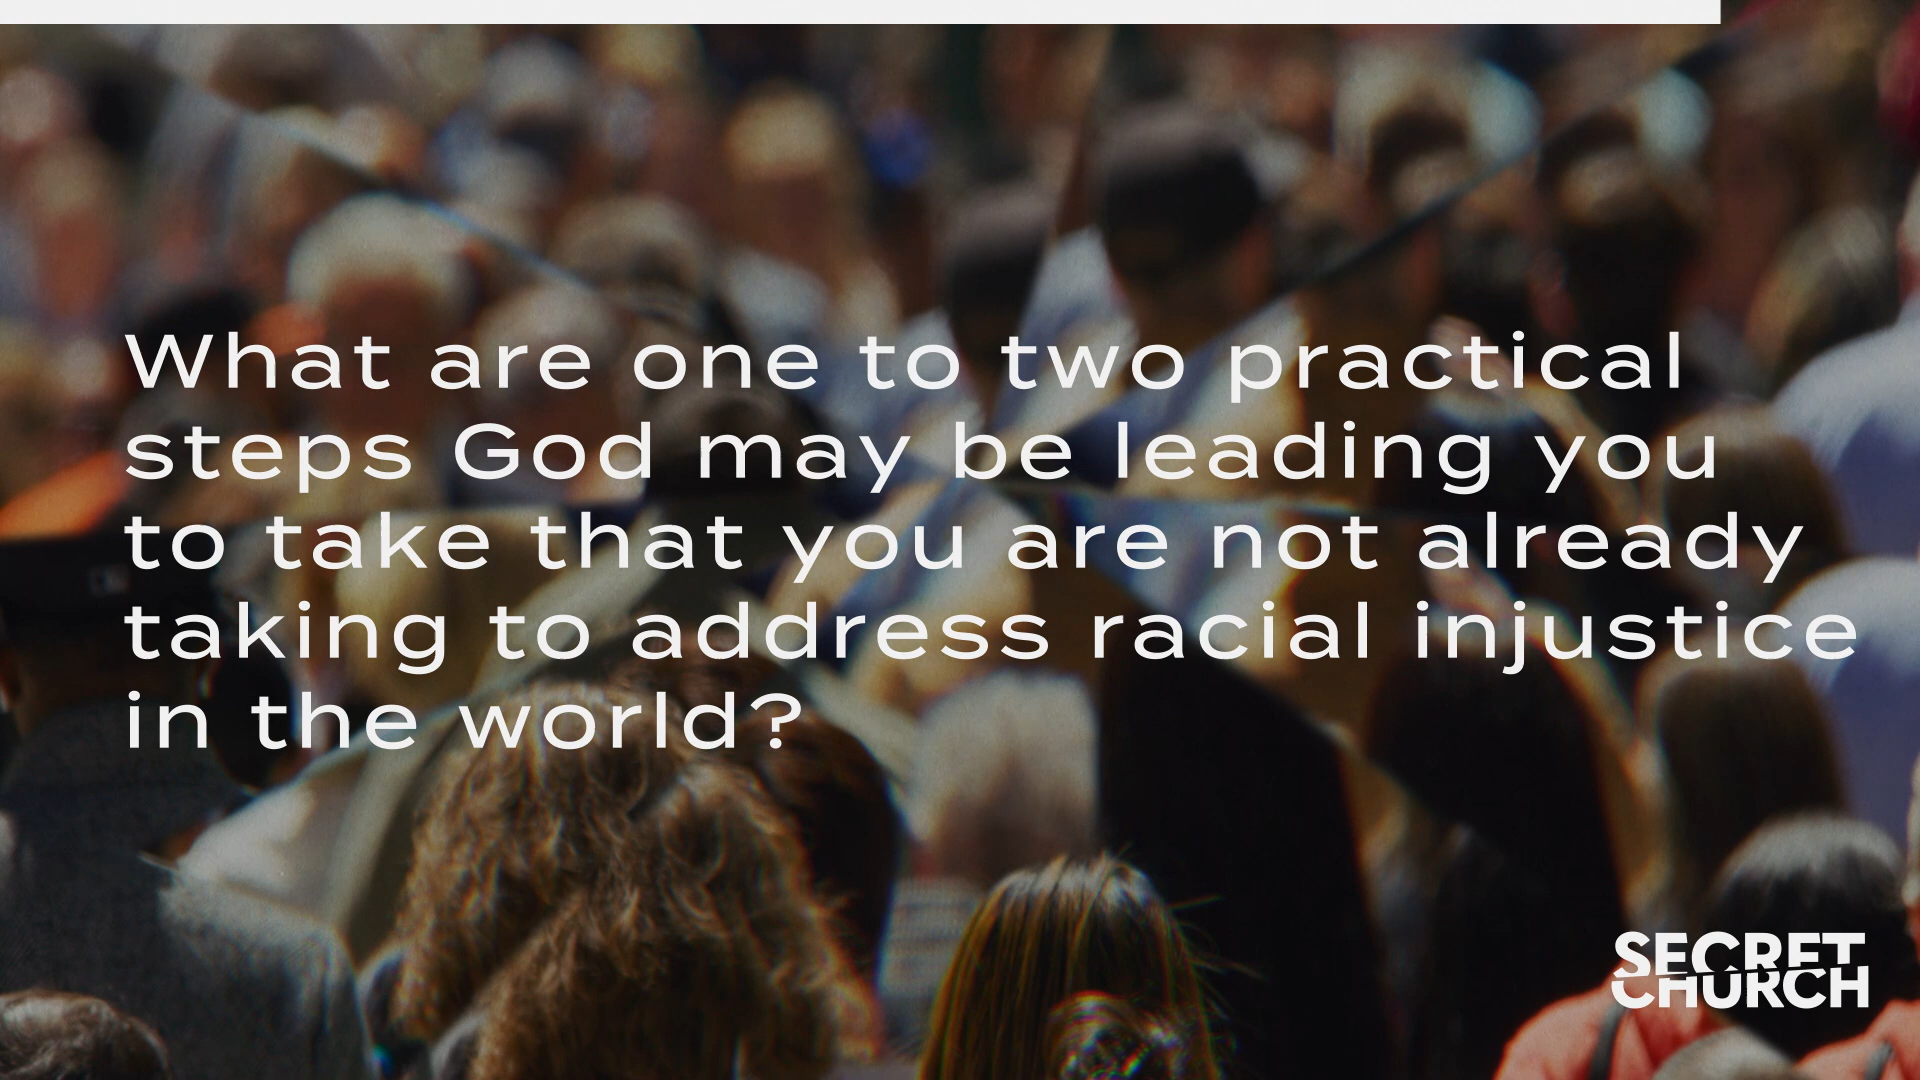 What are one to two practical
steps God may be leading you
to take that you are not already
taking to address racial injustice
in the world?
SECRET
CHURCH